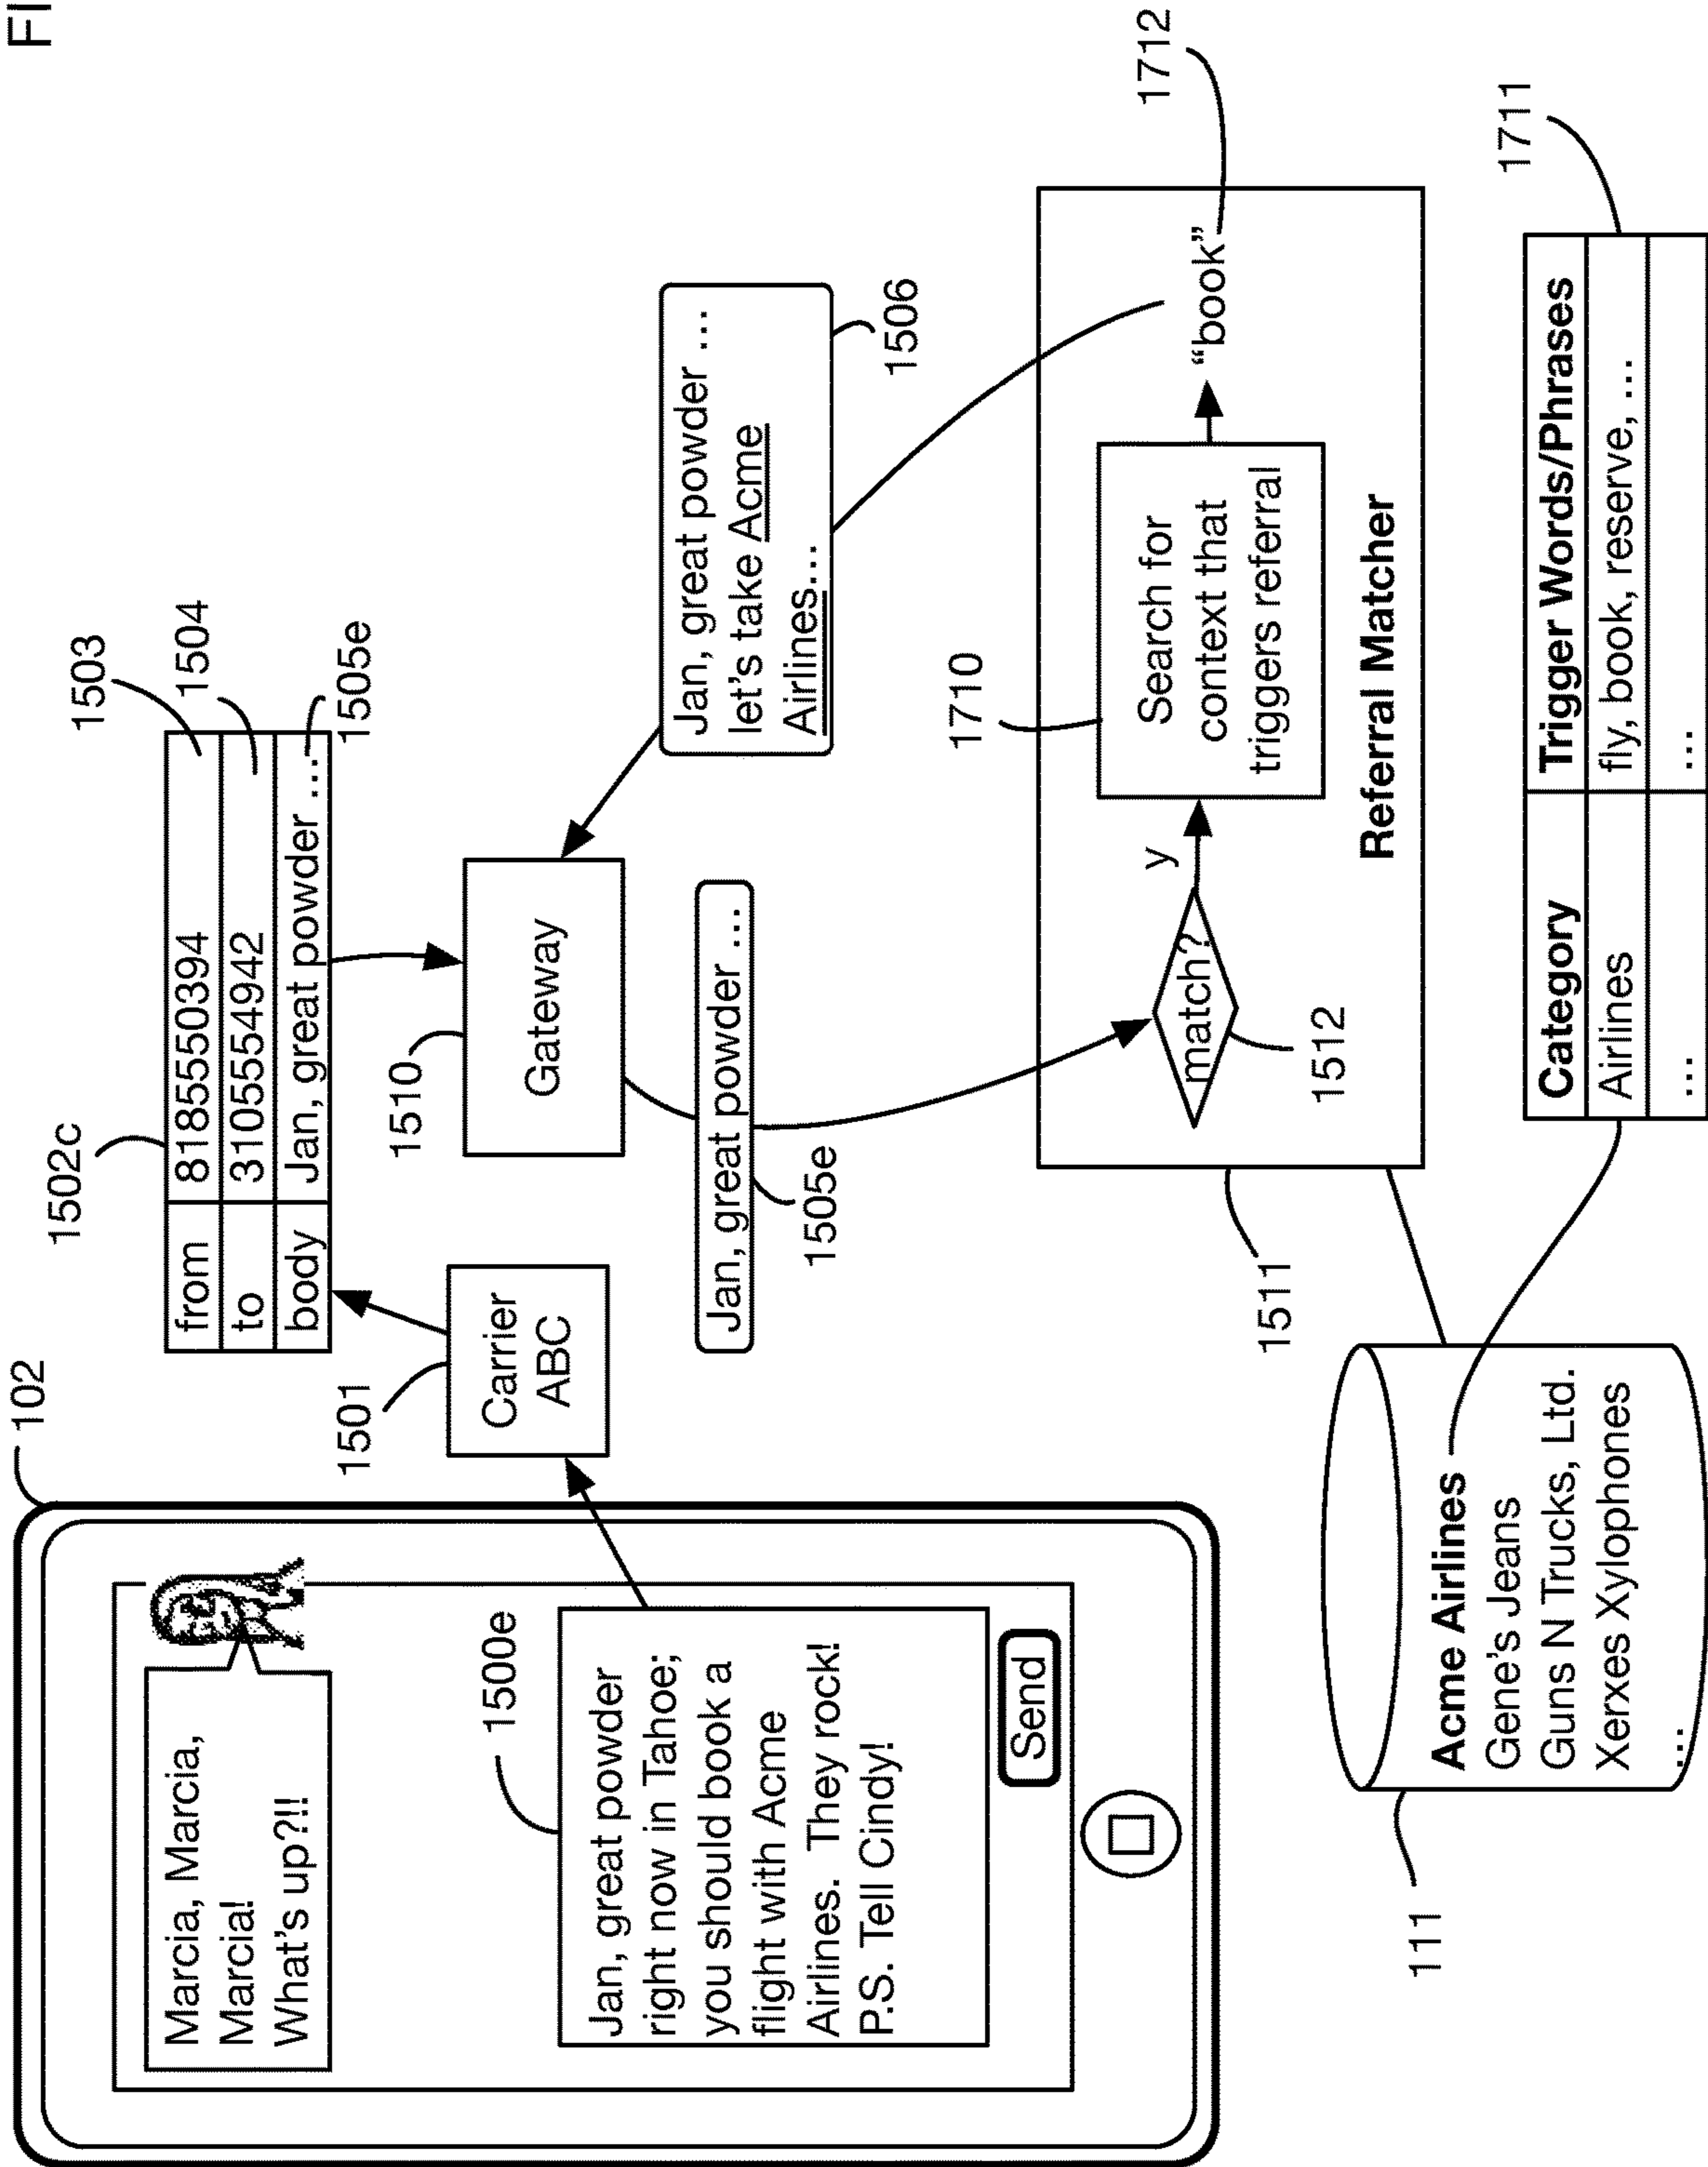 FI
102
Marcia, Marcia,
Marcia!
What's up?!!
1500e
Jan, great powder
right now in Tahoe;
you should book a
flight with Acme
Airlines. They rock!
P.S. Tell Cindy!
Send
1501
Carrier
ABC
1502c
from 8185550394
to 3105554942
body Jan, great powder ...
1503
1504
1505e
1510
Gateway
Jan, great powder ...
1505e
Jan, great powder ...
let's take Acme
Airlines...
1506
1511
match?
1512
y
1710
Search for
context that
triggers referral
“book”
1712
Referral Matcher
111
Acme Airlines
Gene's Jeans
Guns N Trucks, Ltd.
Xerxes Xylophones
...
Category Trigger Words/Phrases
Airlines fly, book, reserve, ...
... ...
1711